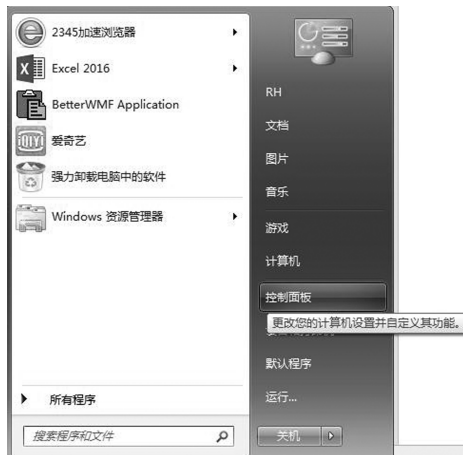 2345加速浏览器
Excel 2016
BetterWMF Application
爱奇艺
强力卸载电脑中的软件
Windows 资源管理器
所有程序
搜索程序和文件
RH
文档
图片
音乐
游戏
计算机
控制面板
更改您的计算机设置并自定义其功能。
默认程序
运行...
关机